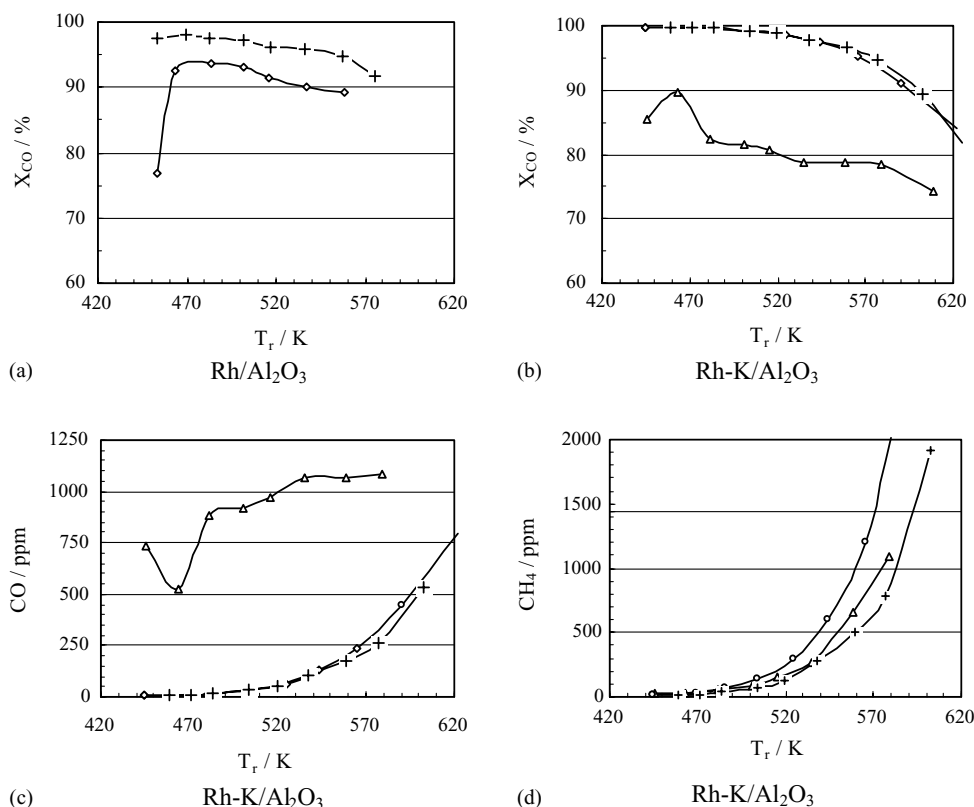 100
90
80
70
60
X_CO / %
420 470 520 570 620
T_r / K
(a) Rh/Al₂O₃
100
90
80
70
60
X_CO / %
420 470 520 570 620
T_r / K
(b) Rh-K/Al₂O₃
1250
1000
750
500
250
0
CO / ppm
420 470 520 570 620
T_r / K
(c) Rh-K/Al₂O₃
2000
1500
1000
500
0
CH₄ / ppm
420 470 520 570 620
T_r / K
(d) Rh-K/Al₂O₃